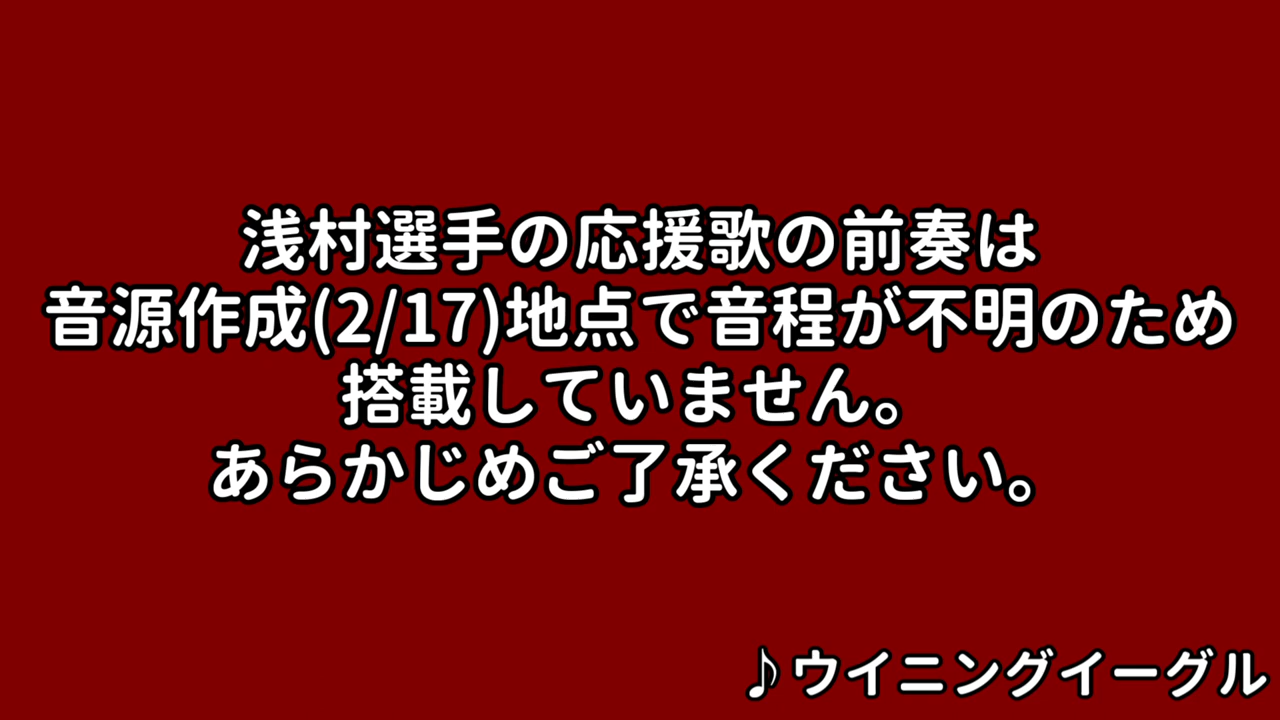 浅村選手の応援歌の前奏は
音源作成(2/17)地点で音程が不明のため
搭載していません。
あらかじめご了承ください。
♪ウイニングイーグル